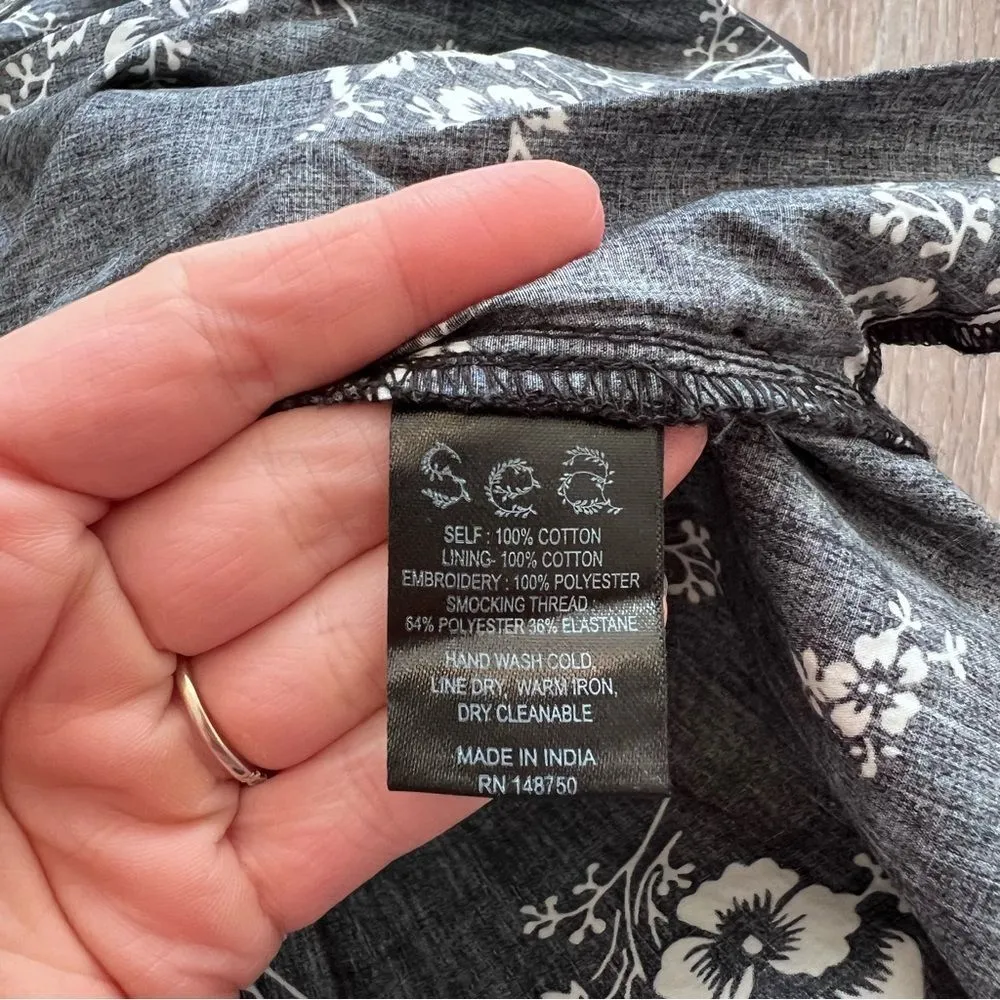 Sea
SELF : 100% COTTON
LINING- 100% COTTON
EMBROIDERY : 100% POLYESTER
SMOCKING THREAD :
64% POLYESTER 36% ELASTANE
HAND WASH COLD,
LINE DRY, WARM IRON,
DRY CLEANABLE
MADE IN INDIA
RN 148750